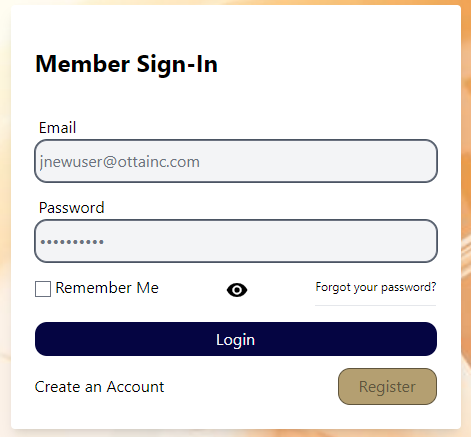 Member Sign-In
Email
jnewuser@ottainc.com
Password
••••••••••
Remember Me
Forgot your password?
Login
Create an Account
Register